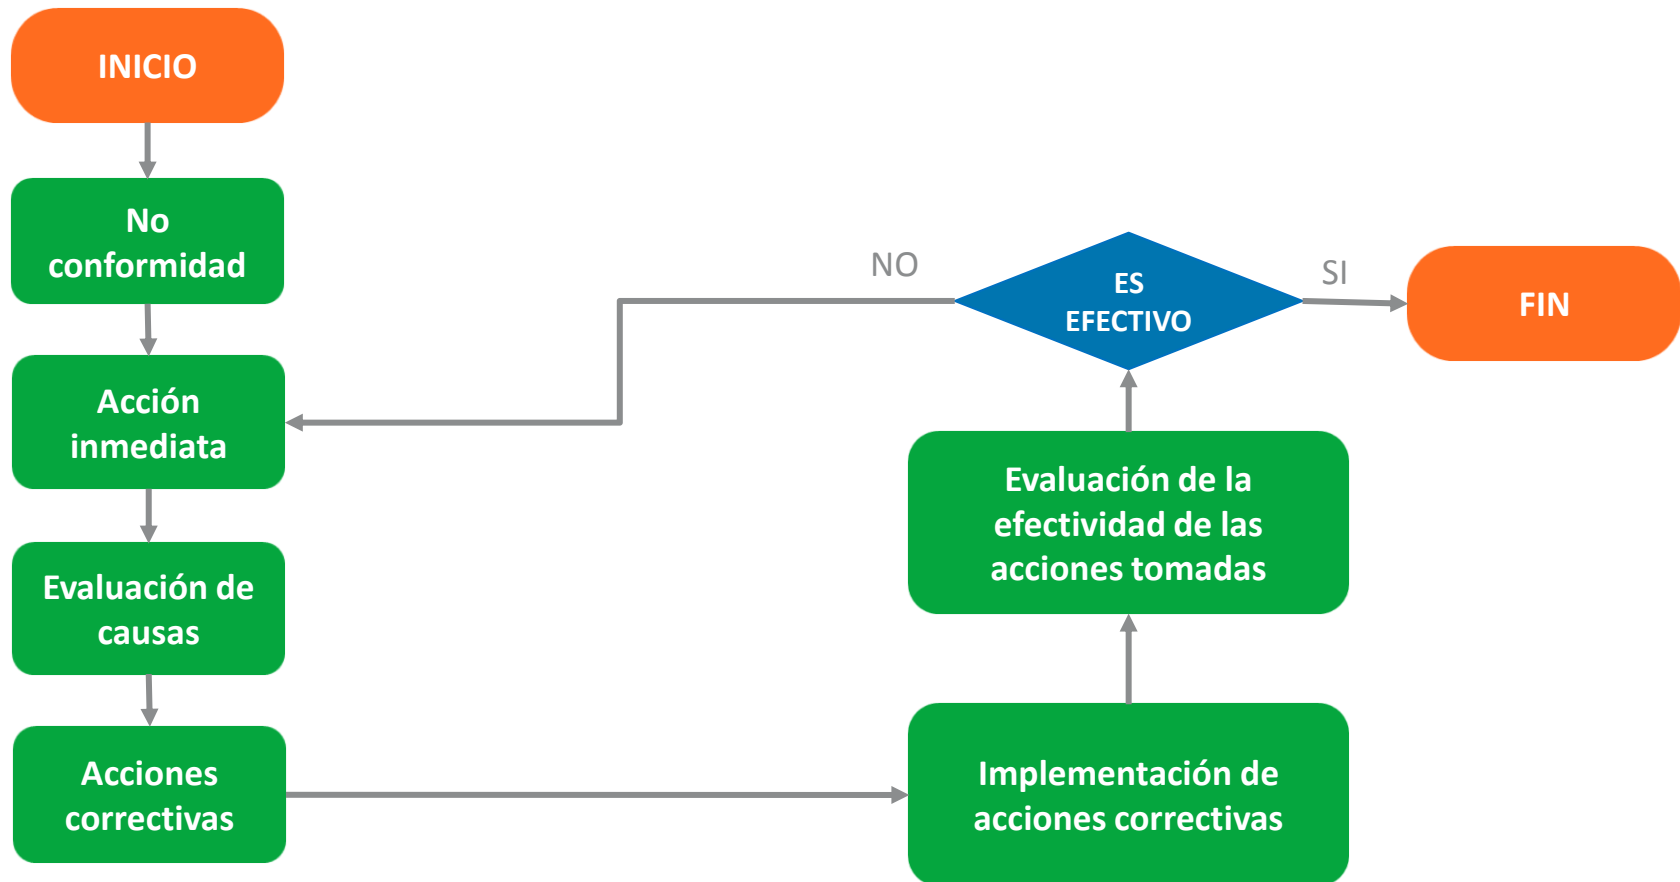 INICIO
No
conformidad
Acción
inmediata
Evaluación de
causas
Acciones
correctivas
Implementación de
acciones correctivas
Evaluación de la
efectividad de las
acciones tomadas
ES
EFECTIVO
NO
SI
FIN